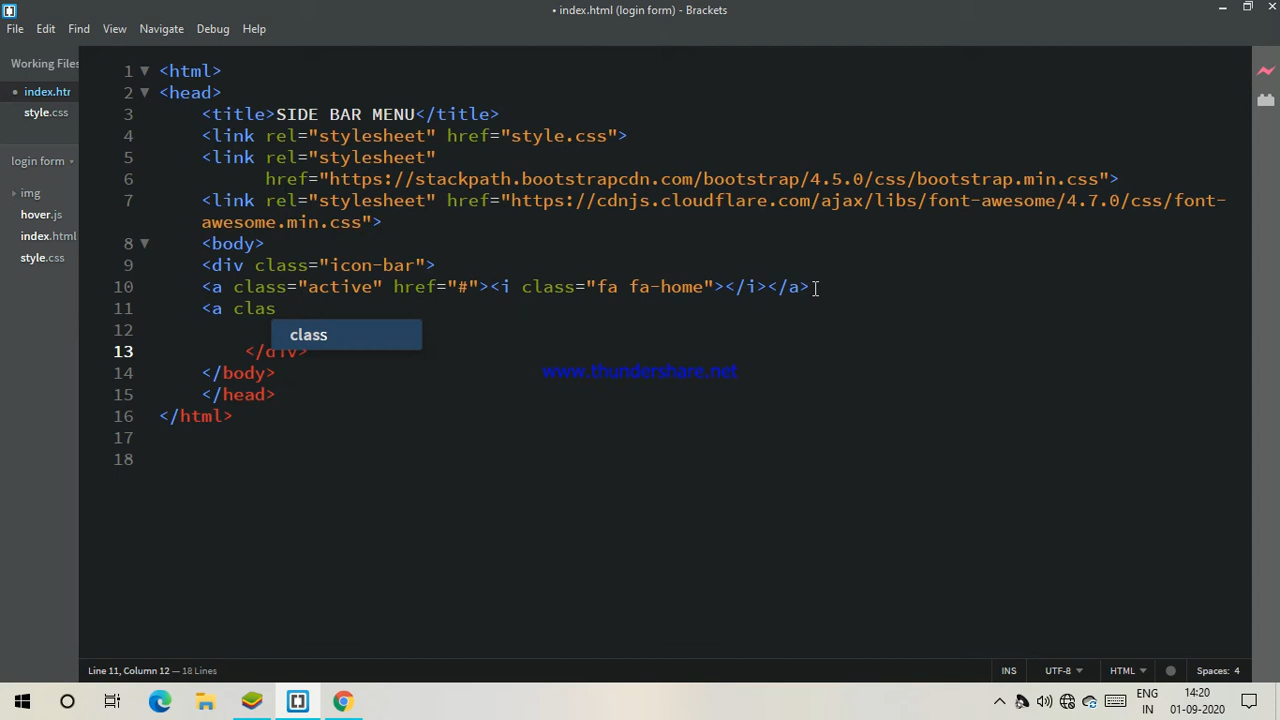 • index.html (login form) - Brackets
File Edit Find View Navigate Debug Help
Working Files
• index.htr
style.css
login form
img
hover.js
index.html
style.css
1 <html>
2 <head>
3 <title>SIDE BAR MENU</title>
4 <link rel="stylesheet" href="style.css">
5 <link rel="stylesheet"
6 href="https://stackpath.bootstrapcdn.com/bootstrap/4.5.0/css/bootstrap.min.css">
7 <link rel="stylesheet" href="https://cdnjs.cloudflare.com/ajax/libs/font-awesome/4.7.0/css/font-
awesome.min.css">
8 <body>
9 <div class="icon-bar">
10 <a class="active" href="#"><i class="fa fa-home"></i></a>
11 <a clas
12 class
13 </div>
14 </body>
15 </head>
16 </html>
17
18
www.thundershare.net
Line 11, Column 12 — 18 Lines
INS UTF-8 HTML Spaces: 4
ENG 14:20
IN 01-09-2020